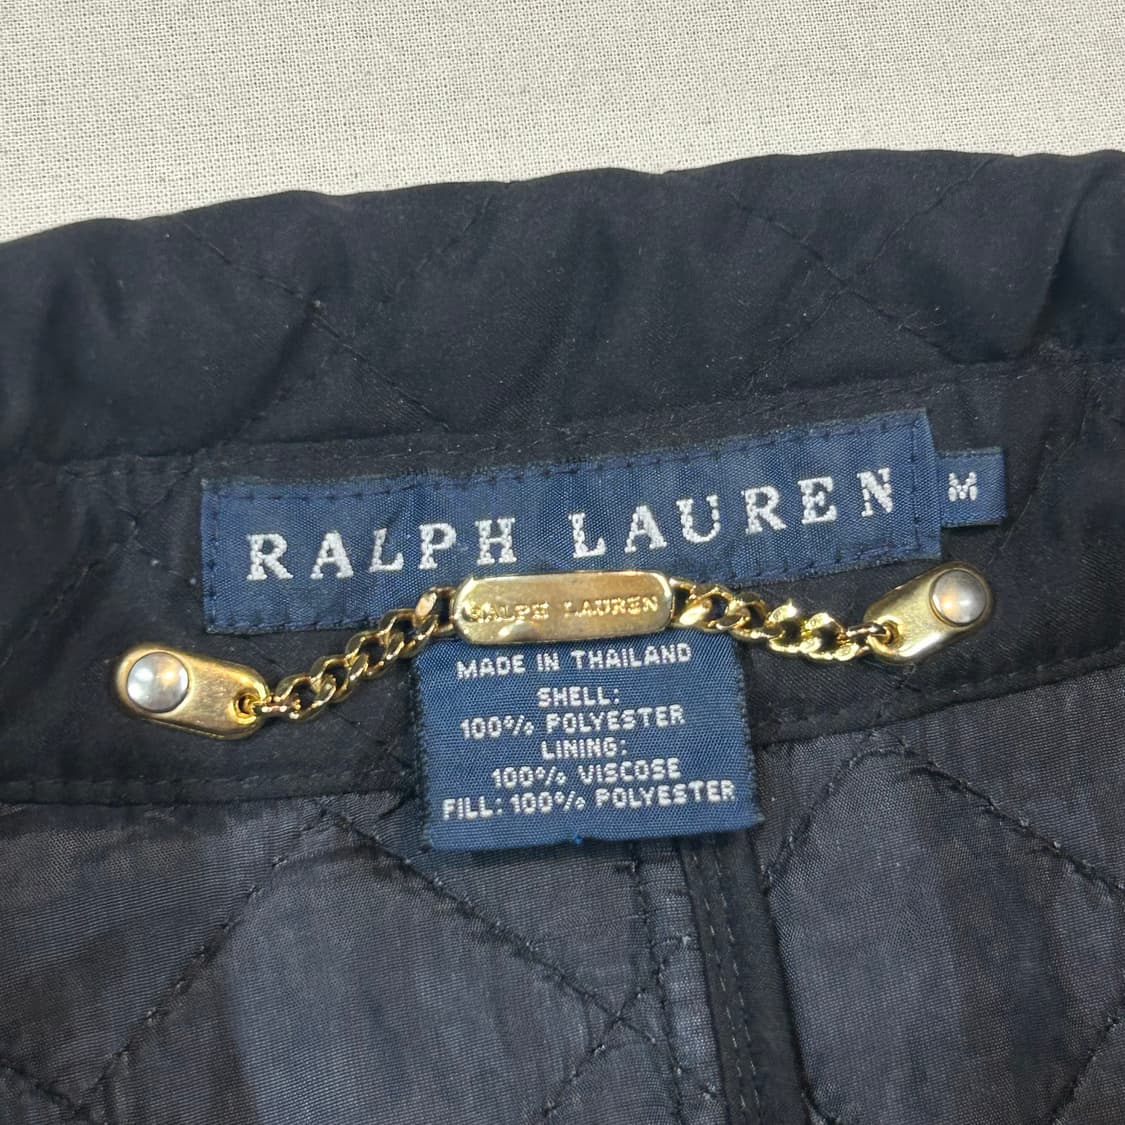 RALPH LAUREN
M
RALPH LAUREN
MADE IN THAILAND
SHELL:
100% POLYESTER
LINING:
100% VISCOSE
FILL: 100% POLYESTER